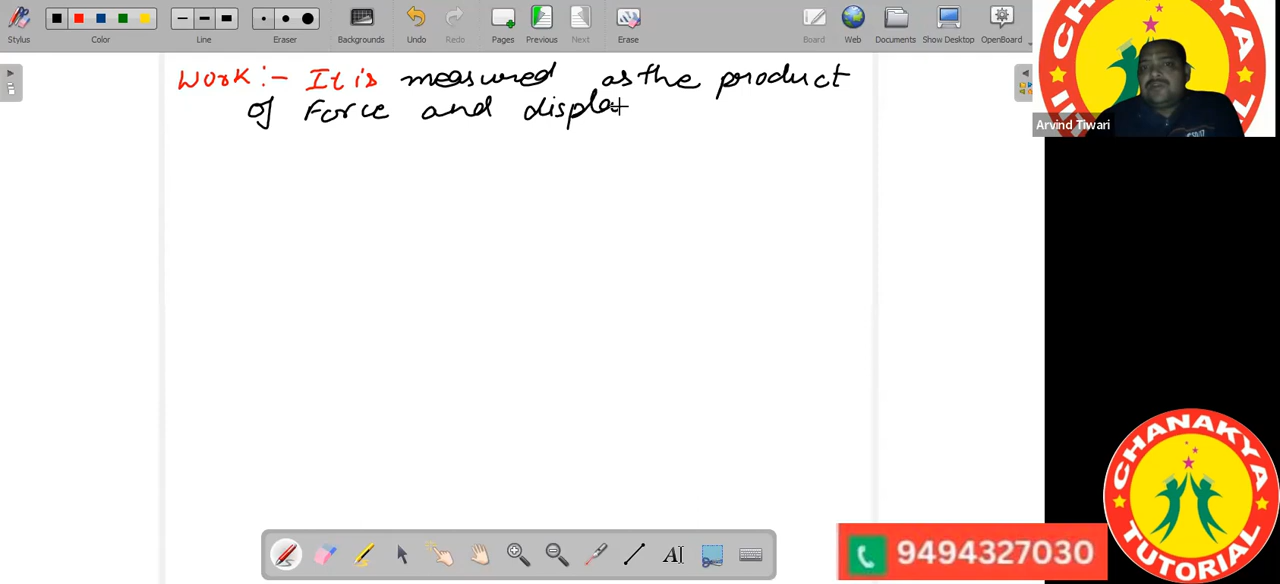 Stylus
Color
Line
Eraser
Backgrounds
Undo
Redo
Pages
Previous
Next
Erase
Board
Web
Documents
Show Desktop
OpenBoard
Work :- It is measured as the product
of Force and displa
Arvind Tiwari
CHANAKYA
TUTORIAL
9494327030